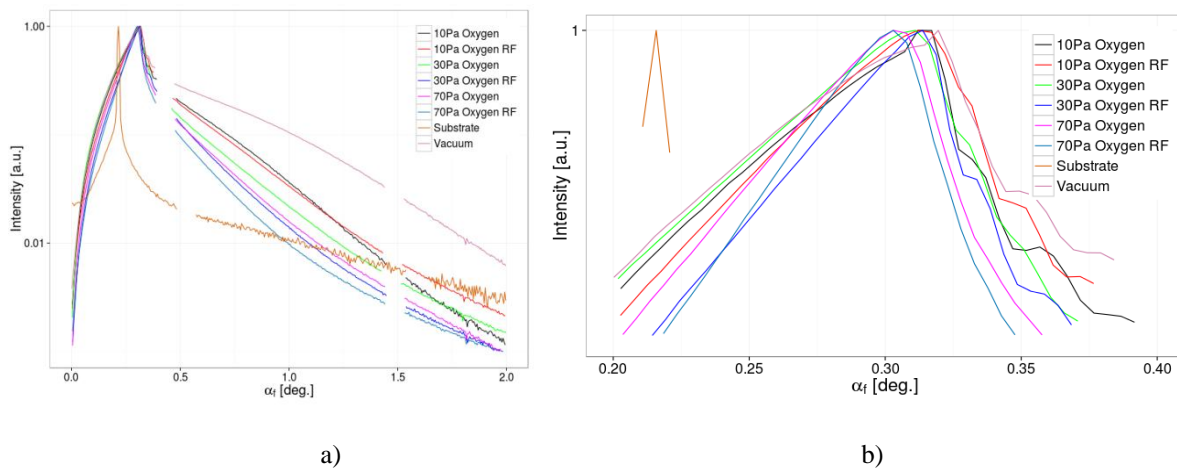 1.00
0.01
Intensity [a.u.]
0.0 0.5 1.0 1.5 2.0
αf [deg.]
10Pa Oxygen
10Pa Oxygen RF
30Pa Oxygen
30Pa Oxygen RF
70Pa Oxygen
70Pa Oxygen RF
Substrate
Vacuum
a)
1
Intensity [a.u.]
0.20 0.25 0.30 0.35 0.40
αf [deg.]
10Pa Oxygen
10Pa Oxygen RF
30Pa Oxygen
30Pa Oxygen RF
70Pa Oxygen
70Pa Oxygen RF
Substrate
Vacuum
b)